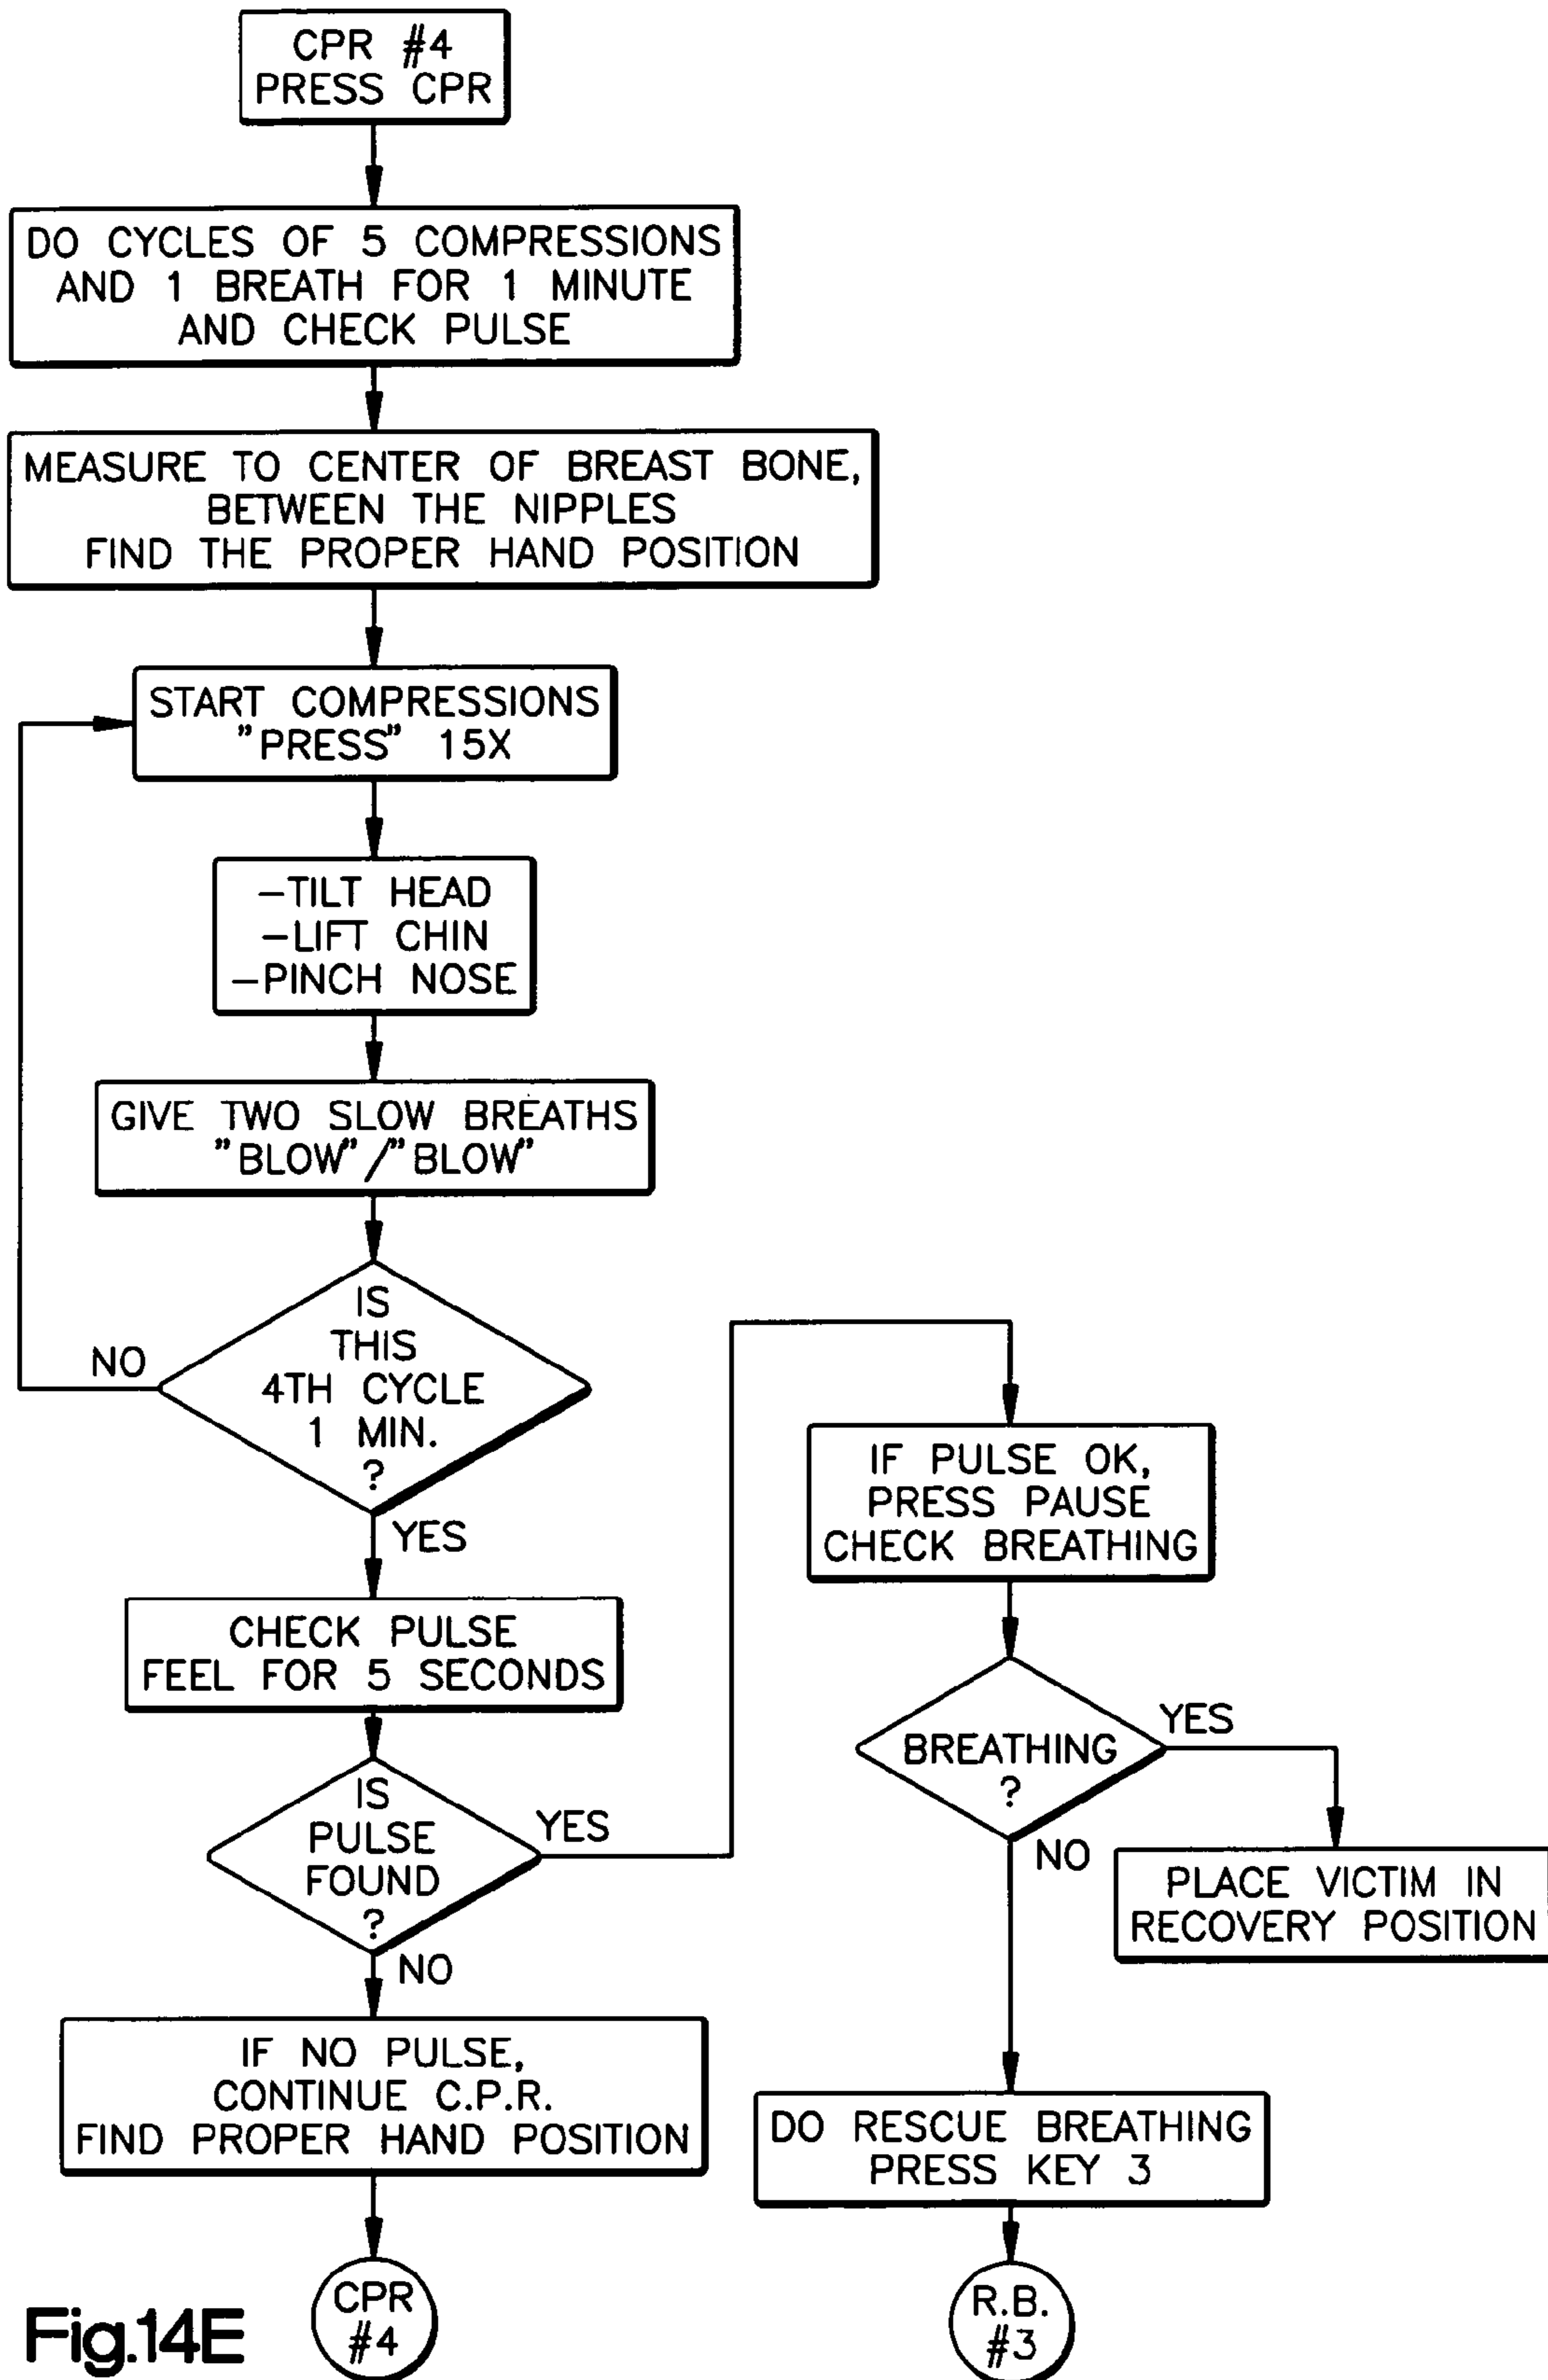 CPR #4
PRESS CPR
DO CYCLES OF 5 COMPRESSIONS
AND 1 BREATH FOR 1 MINUTE
AND CHECK PULSE
MEASURE TO CENTER OF BREAST BONE,
BETWEEN THE NIPPLES
FIND THE PROPER HAND POSITION
START COMPRESSIONS
"PRESS" 15X
-TILT HEAD
-LIFT CHIN
-PINCH NOSE
GIVE TWO SLOW BREATHS
"BLOW"/"BLOW"
IS
THIS
4TH CYCLE
1 MIN.
?
NO
YES
CHECK PULSE
FEEL FOR 5 SECONDS
IS
PULSE
FOUND
?
YES
NO
IF NO PULSE,
CONTINUE C.P.R.
FIND PROPER HAND POSITION
CPR
#4
IF PULSE OK,
PRESS PAUSE
CHECK BREATHING
BREATHING
?
YES
NO
PLACE VICTIM IN
RECOVERY POSITION
DO RESCUE BREATHING
PRESS KEY 3
R.B.
#3
Fig.14E